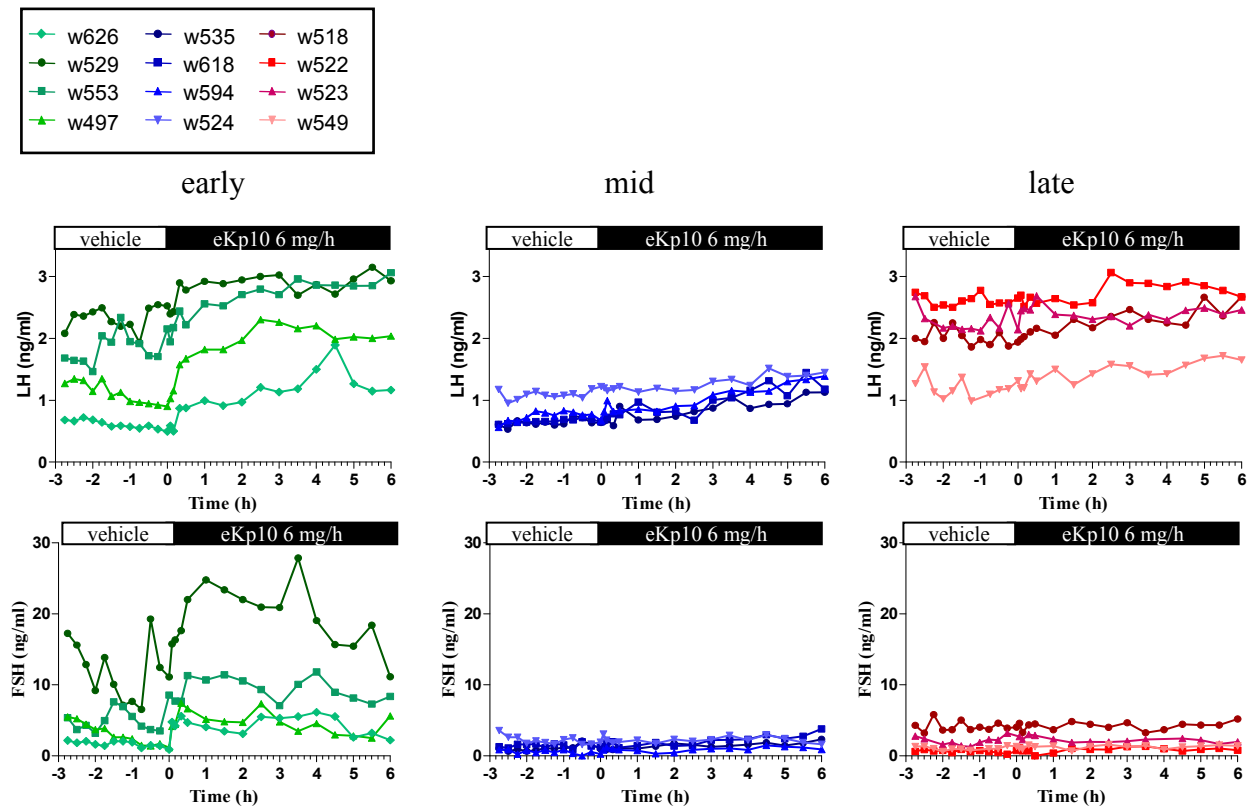 w626 w535 w518
w529 w618 w522
w553 w594 w523
w497 w524 w549
early mid late
vehicle eKp10 6 mg/h vehicle eKp10 6 mg/h vehicle eKp10 6 mg/h
LH (ng/ml) LH (ng/ml) LH (ng/ml)
3 3 3
2 2 2
1 1 1
0 0 0
-3 -2 -1 0 1 2 3 4 5 6 -3 -2 -1 0 1 2 3 4 5 6 -3 -2 -1 0 1 2 3 4 5 6
Time (h) Time (h) Time (h)
vehicle eKp10 6 mg/h vehicle eKp10 6 mg/h vehicle eKp10 6 mg/h
FSH (ng/ml) FSH (ng/ml) FSH (ng/ml)
30 30 30
20 20 20
10 10 10
0 0 0
-3 -2 -1 0 1 2 3 4 5 6 -3 -2 -1 0 1 2 3 4 5 6 -3 -2 -1 0 1 2 3 4 5 6
Time (h) Time (h) Time (h)